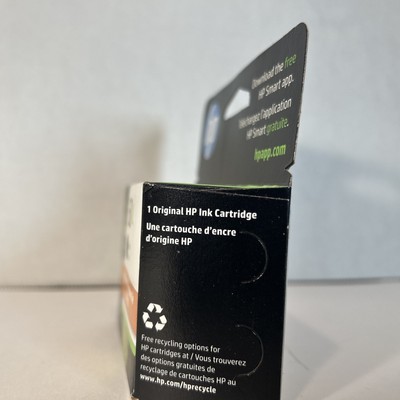 Download the free
HP Smart app.
Téléchargez l'application
HP Smart gratuite.
hpapp.com
1 Original HP Ink Cartridge
Une cartouche d'encre
d'origine HP
Free recycling options for
HP cartridges at / Vous trouverez
des options gratuites de
recyclage de cartouches HP au
www.hp.com/hprecycle